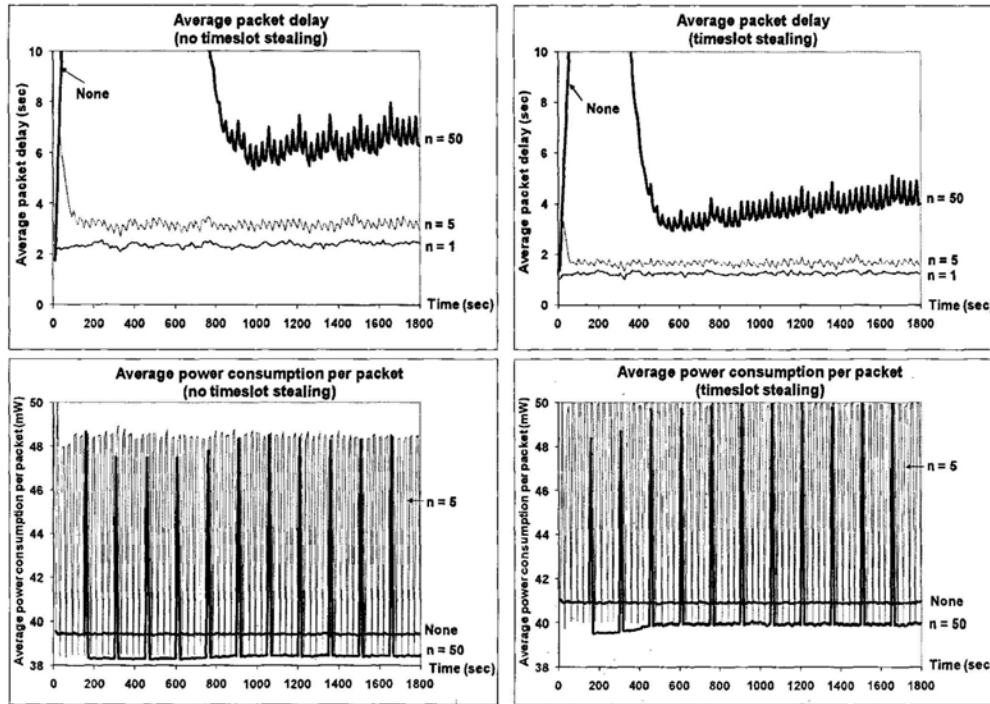 Average packet delay
(no timeslot stealing)
Average packet delay (sec)
10
8
6
4
2
0
None
n = 50
n = 5
n = 1
Time (sec)
0 200 400 600 800 1000 1200 1400 1600 1800
Average packet delay
(timeslot stealing)
Average packet delay (sec)
10
8
6
4
2
0
None
n = 50
n = 5
n = 1
Time (sec)
0 200 400 600 800 1000 1200 1400 1600 1800
Average power consumption per packet
(no timeslot stealing)
Average power consumption per packet (mW)
50
48
46
44
42
40
38
n = 5
None
n = 50
Time (sec)
0 200 400 600 800 1000 1200 1400 1600 1800
Average power consumption per packet
(timeslot stealing)
Average power consumption per packet (mW)
50
48
46
44
42
40
38
n = 5
None
n = 50
Time (sec)
0 200 400 600 800 1000 1200 1400 1600 1800